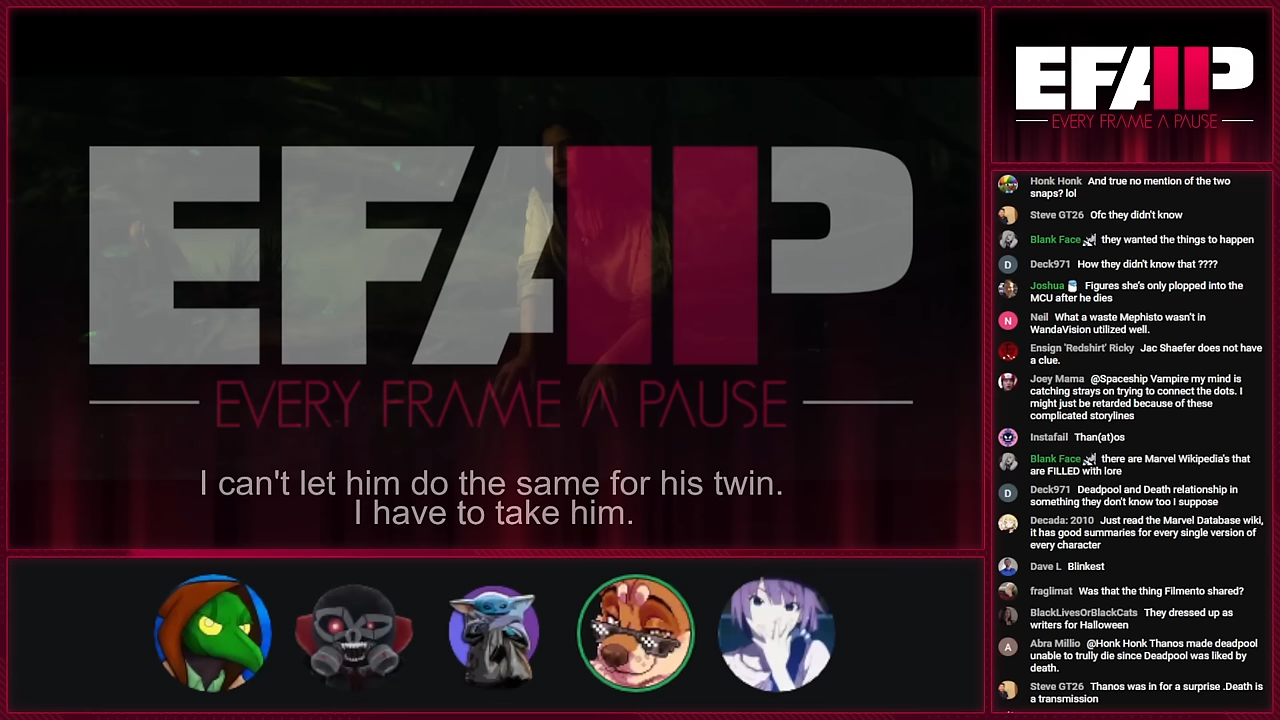 EFAP
EVERY FRAME A PAUSE
I can't let him do the same for his twin.
I have to take him.
EFAP
EVERY FRAME A PAUSE
Honk Honk And true no mention of the two
snaps? lol
Steve GT26 Ofc they didn't know
Blank Face they wanted the things to happen
D Deck971 How they didn't know that ????
Joshua Figures she's only plopped into the
MCU after he dies
N Neil What a waste Mephisto wasn't in
WandaVision utilized well.
Ensign 'Redshirt' Ricky Jac Shaefer does not have
a clue.
Joey Mama @Spaceship Vampire my mind is
catching strays on trying to connect the dots. I
might just be retarded because of these
complicated storylines
Instafail Than(at)os
Blank Face there are Marvel Wikipedia's that
are FILLED with lore
D Deck971 Deadpool and Death relationship in
something they don't know too I suppose
Decada: 2010 Just read the Marvel Database wiki,
it has good summaries for every single version of
every character
Dave L Blinkest
fraglimat Was that the thing Filmento shared?
BlackLivesOrBlackCats They dressed up as
writers for Halloween
A Abra Millio @Honk Honk Thanos made deadpool
unable to trully die since Deadpool was liked by
death.
Steve GT26 Thanos was in for a surprise .Death is
a transmission